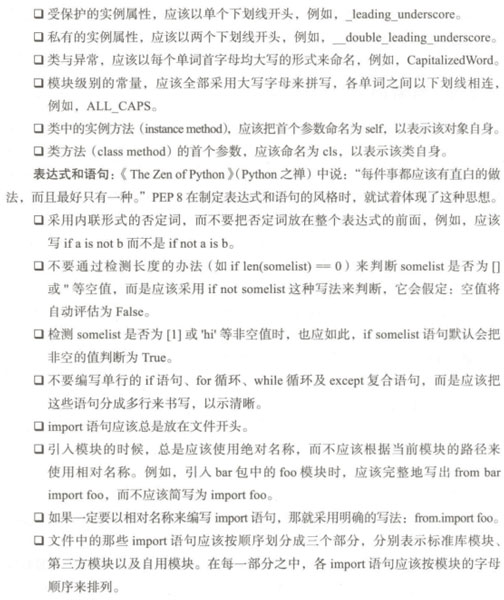 ❑ 受保护的实例属性，应该以单个下划线开头，例如，_leading_underscore。
❑ 私有的实例属性，应该以两个下划线开头，例如，__double_leading_underscore。
❑ 类与异常，应该以每个单词首字母均大写的形式来命名，例如，CapitalizedWord。
❑ 模块级别的常量，应该全部采用大写字母来拼写，各单词之间以下划线相连，
例如，ALL_CAPS。
❑ 类中的实例方法（instance method），应该把首个参数命名为 self，以表示该对象自身。
❑ 类方法（class method）的首个参数，应该命名为 cls，以表示该类自身。
表达式和语句：《 The Zen of Python 》（Python 之禅）中说：“每件事都应该有直白的做
法，而且最好只有一种。” PEP 8 在制定表达式和语句的风格时，就试着体现了这种思想。
❑ 采用内联形式的否定词，而不要把否定词放在整个表达式的前面，例如，应该
写 if a is not b 而不是 if not a is b。
❑ 不要通过检测长度的办法（如 if len(somelist) == 0）来判断 somelist 是否为 []
或 '' 等空值，而是应该采用 if not somelist 这种写法来判断，它会假定：空值将
自动评估为 False。
❑ 检测 somelist 是否为 [1] 或 'hi' 等非空值时，也应如此，if somelist 语句默认会把
非空的值判断为 True。
❑ 不要编写单行的 if 语句、for 循环、while 循环及 except 复合语句，而是应该把
这些语句分成多行来书写，以示清晰。
❑ import 语句应该总是放在文件开头。
❑ 引入模块的时候，总是应该使用绝对名称，而不应该根据当前模块的路径来
使用相对名称。例如，引入 bar 包中的 foo 模块时，应该完整地写出 from bar
import foo，而不应该简写为 import foo。
❑ 如果一定要以相对名称来编写 import 语句，那就采用明确的写法：from.import foo。
❑ 文件中的那些 import 语句应该按顺序划分成三个部分，分别表示标准库模块、
第三方模块以及自用模块。在每一部分之中，各 import 语句应该按模块的字母
顺序来排列。